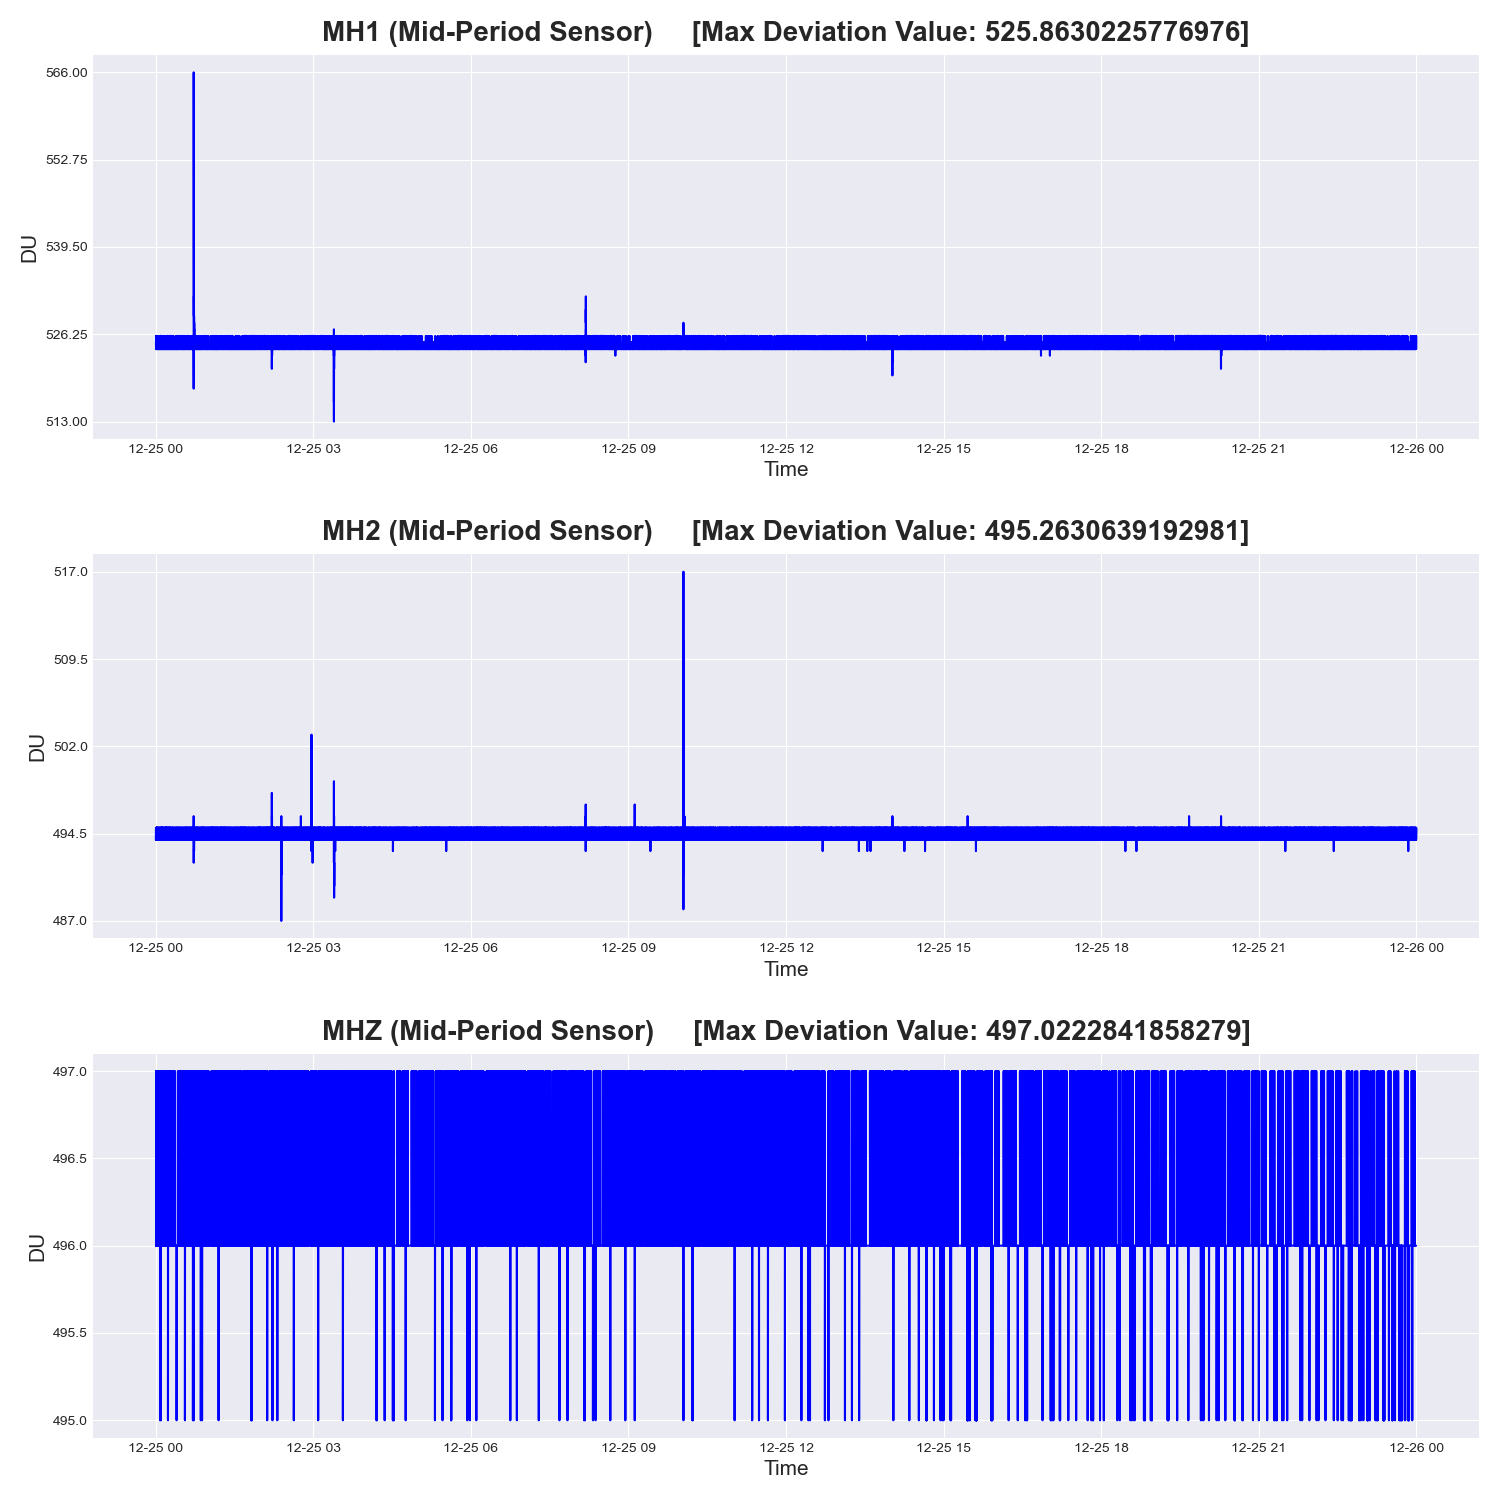 MH1 (Mid-Period Sensor) [Max Deviation Value: 525.8630225776976]
566.00
552.75
539.50
526.25
513.00
DU
12-25 00 12-25 03 12-25 06 12-25 09 12-25 12 12-25 15 12-25 18 12-25 21 12-26 00
Time
MH2 (Mid-Period Sensor) [Max Deviation Value: 495.2630639192981]
517.0
509.5
502.0
494.5
487.0
DU
12-25 00 12-25 03 12-25 06 12-25 09 12-25 12 12-25 15 12-25 18 12-25 21 12-26 00
Time
MHZ (Mid-Period Sensor) [Max Deviation Value: 497.0222841858279]
497.0
496.5
496.0
495.5
495.0
DU
12-25 00 12-25 03 12-25 06 12-25 09 12-25 12 12-25 15 12-25 18 12-25 21 12-26 00
Time